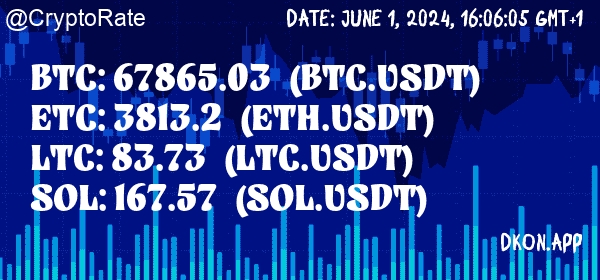 @CryptoRate
DATE: JUNE 1, 2024, 16:06:05 GMT+1
BTC: 67865.03 (BTC.USDT)
ETC: 3813.2 (ETH.USDT)
LTC: 83.73 (LTC.USDT)
SOL: 167.57 (SOL.USDT)
DKON.APP